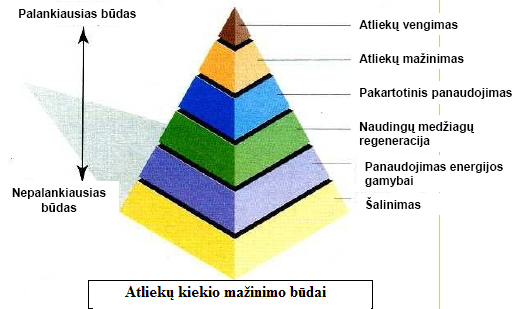 Palankiausias būdas
Atliekų vengimas
Atliekų mažinimas
Pakartotinis panaudojimas
Naudingų medžiagų
regeneracija
Panaudojimas energijos
gamybai
Nepalankiausias
būdas
Šalinimas
Atliekų kiekio mažinimo būdai